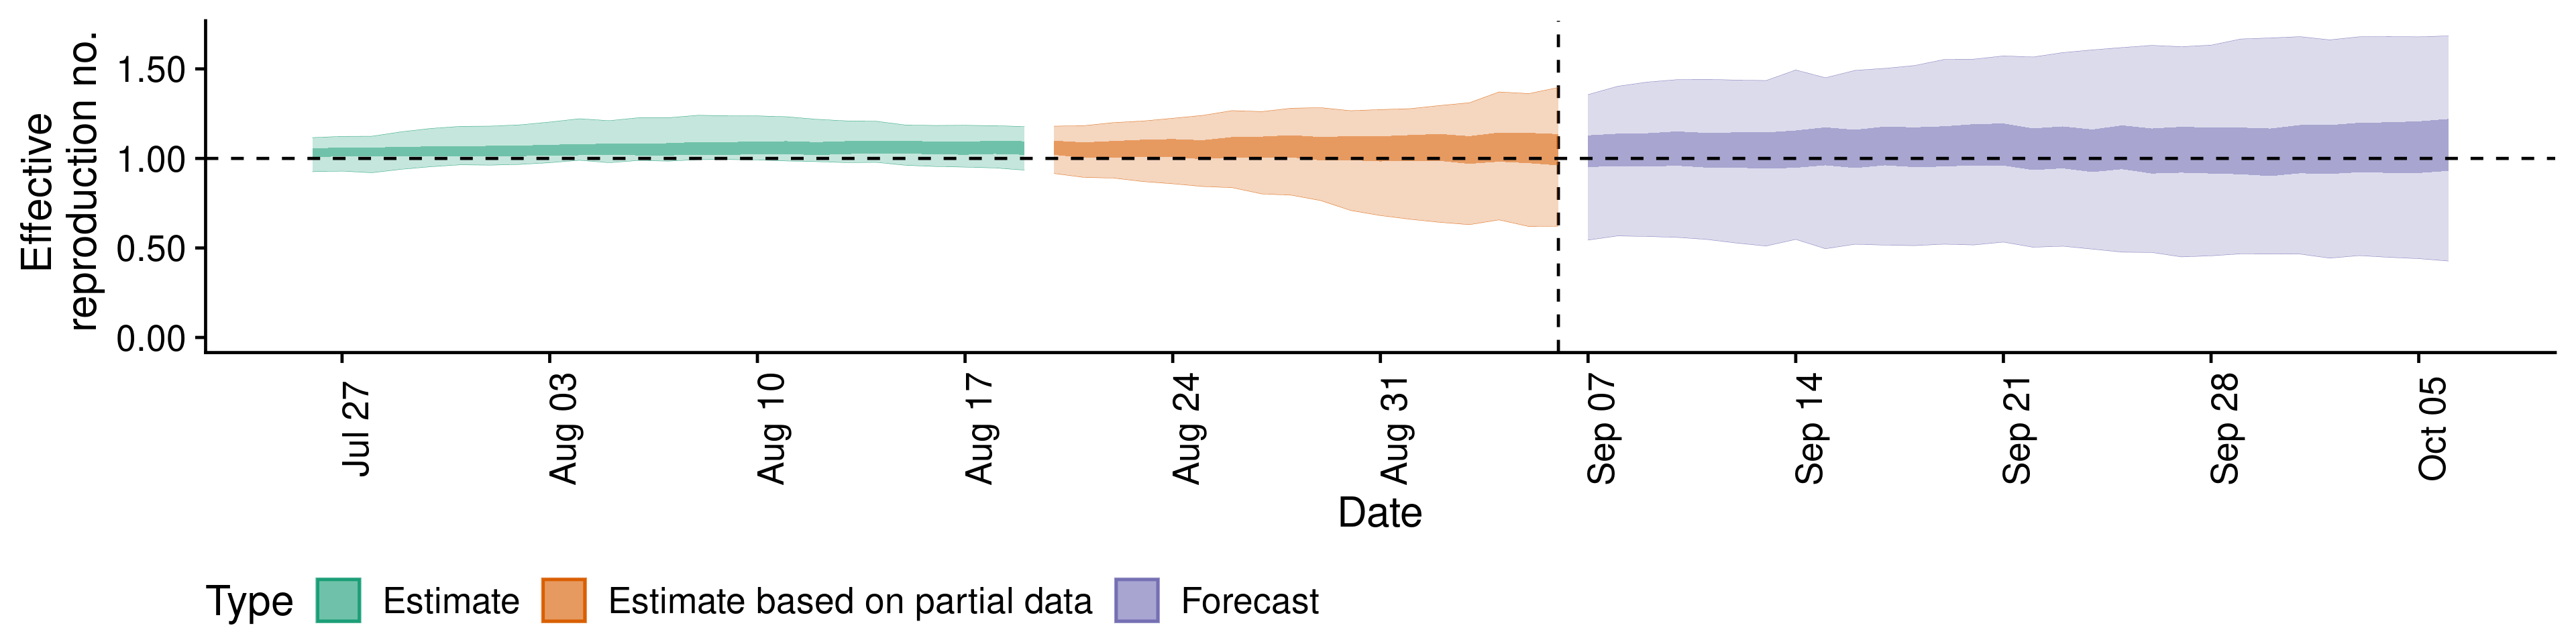 Effective
reproduction no.
1.50
1.00
0.50
0.00
Jul 27
Aug 03
Aug 10
Aug 17
Aug 24
Aug 31
Sep 07
Sep 14
Sep 21
Sep 28
Oct 05
Date
Type Estimate Estimate based on partial data Forecast